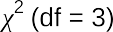 χ² (df = 3)